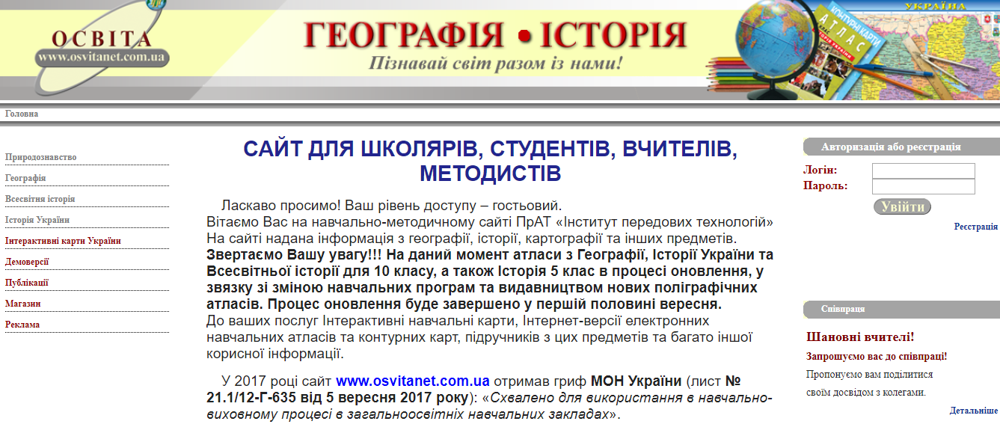 ОСВІТА
www.osvitanet.com.ua
ГЕОГРАФІЯ • ІСТОРІЯ
Пізнавай світ разом із нами!
УКРАЇНА
КОНТУРНІ КАРТИ
АТЛАС
ІСТОРІЯ УКРАЇНИ
Головна
Природознавство
Географія
Всесвітня історія
Історія України
Інтерактивні карти України
Демоверсії
Публікації
Магазин
Реклама
САЙТ ДЛЯ ШКОЛЯРІВ, СТУДЕНТІВ, ВЧИТЕЛІВ,
МЕТОДИСТІВ
Ласкаво просимо! Ваш рівень доступу – гостьовий.
Вітаємо Вас на навчально-методичному сайті ПрАТ «Інститут передових технологій»
На сайті надана інформація з географії, історії, картографії та інших предметів.
Звертаємо Вашу увагу!!! На даний момент атласи з Географії, Історії України та
Всесвітньої історії для 10 класу, а також Історія 5 клас в процесі оновлення, у
звязку зі зміною навчальних програм та видавництвом нових поліграфічних
атласів. Процес оновлення буде завершено у першій половині вересня.
До ваших послуг Інтерактивні навчальні карти, Інтернет-версії електронних
навчальних атласів та контурних карт, підручників з цих предметів та багато іншої
корисної інформації.
У 2017 році сайт www.osvitanet.com.ua отримав гриф МОН України (лист №
21.1/12-Г-635 від 5 вересня 2017 року): «Схвалено для використання в навчально-
виховному процесі в загальноосвітніх навчальних закладах».
Авторизація або реєстрація
Логін:
Пароль:
Увійти
Реєстрація
Співпраця
Шановні вчителі!
Запрошуємо вас до співпраці!
Пропонуємо вам поділитися
своїм досвідом з колегами.
Детальніше